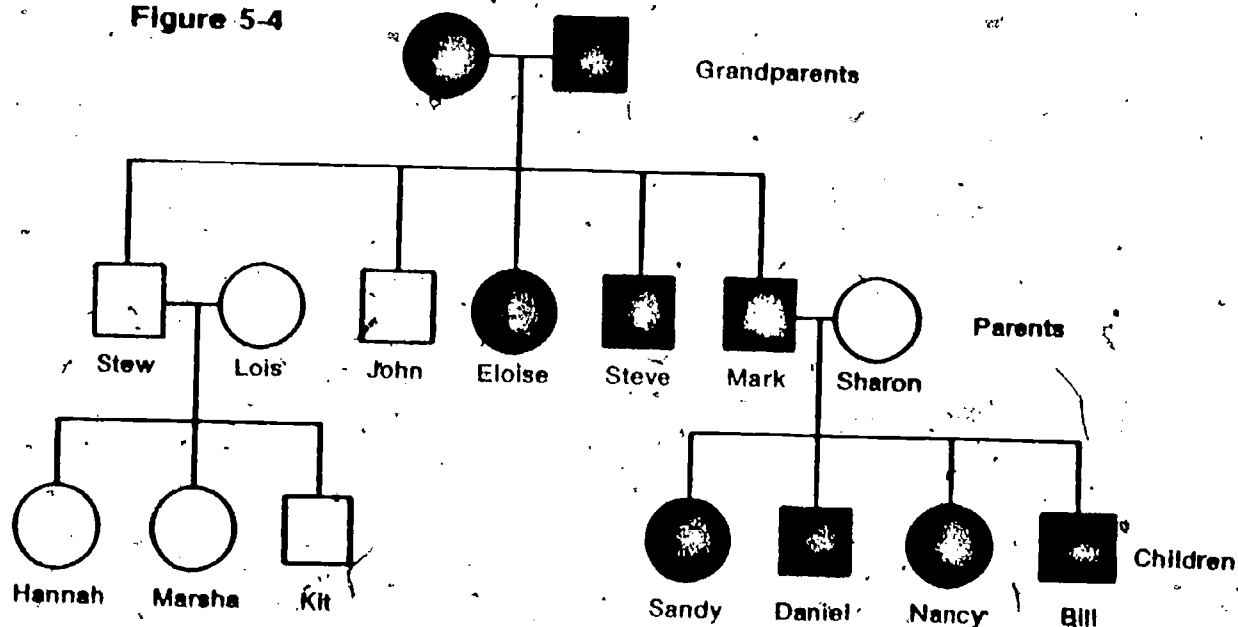 Figure 5-4
Grandparents
Stew
Lois
John
Eloise
Steve
Mark
Sharon
Parents
Hannah
Marsha
Kit
Sandy
Daniel
Nancy
Bill
Children